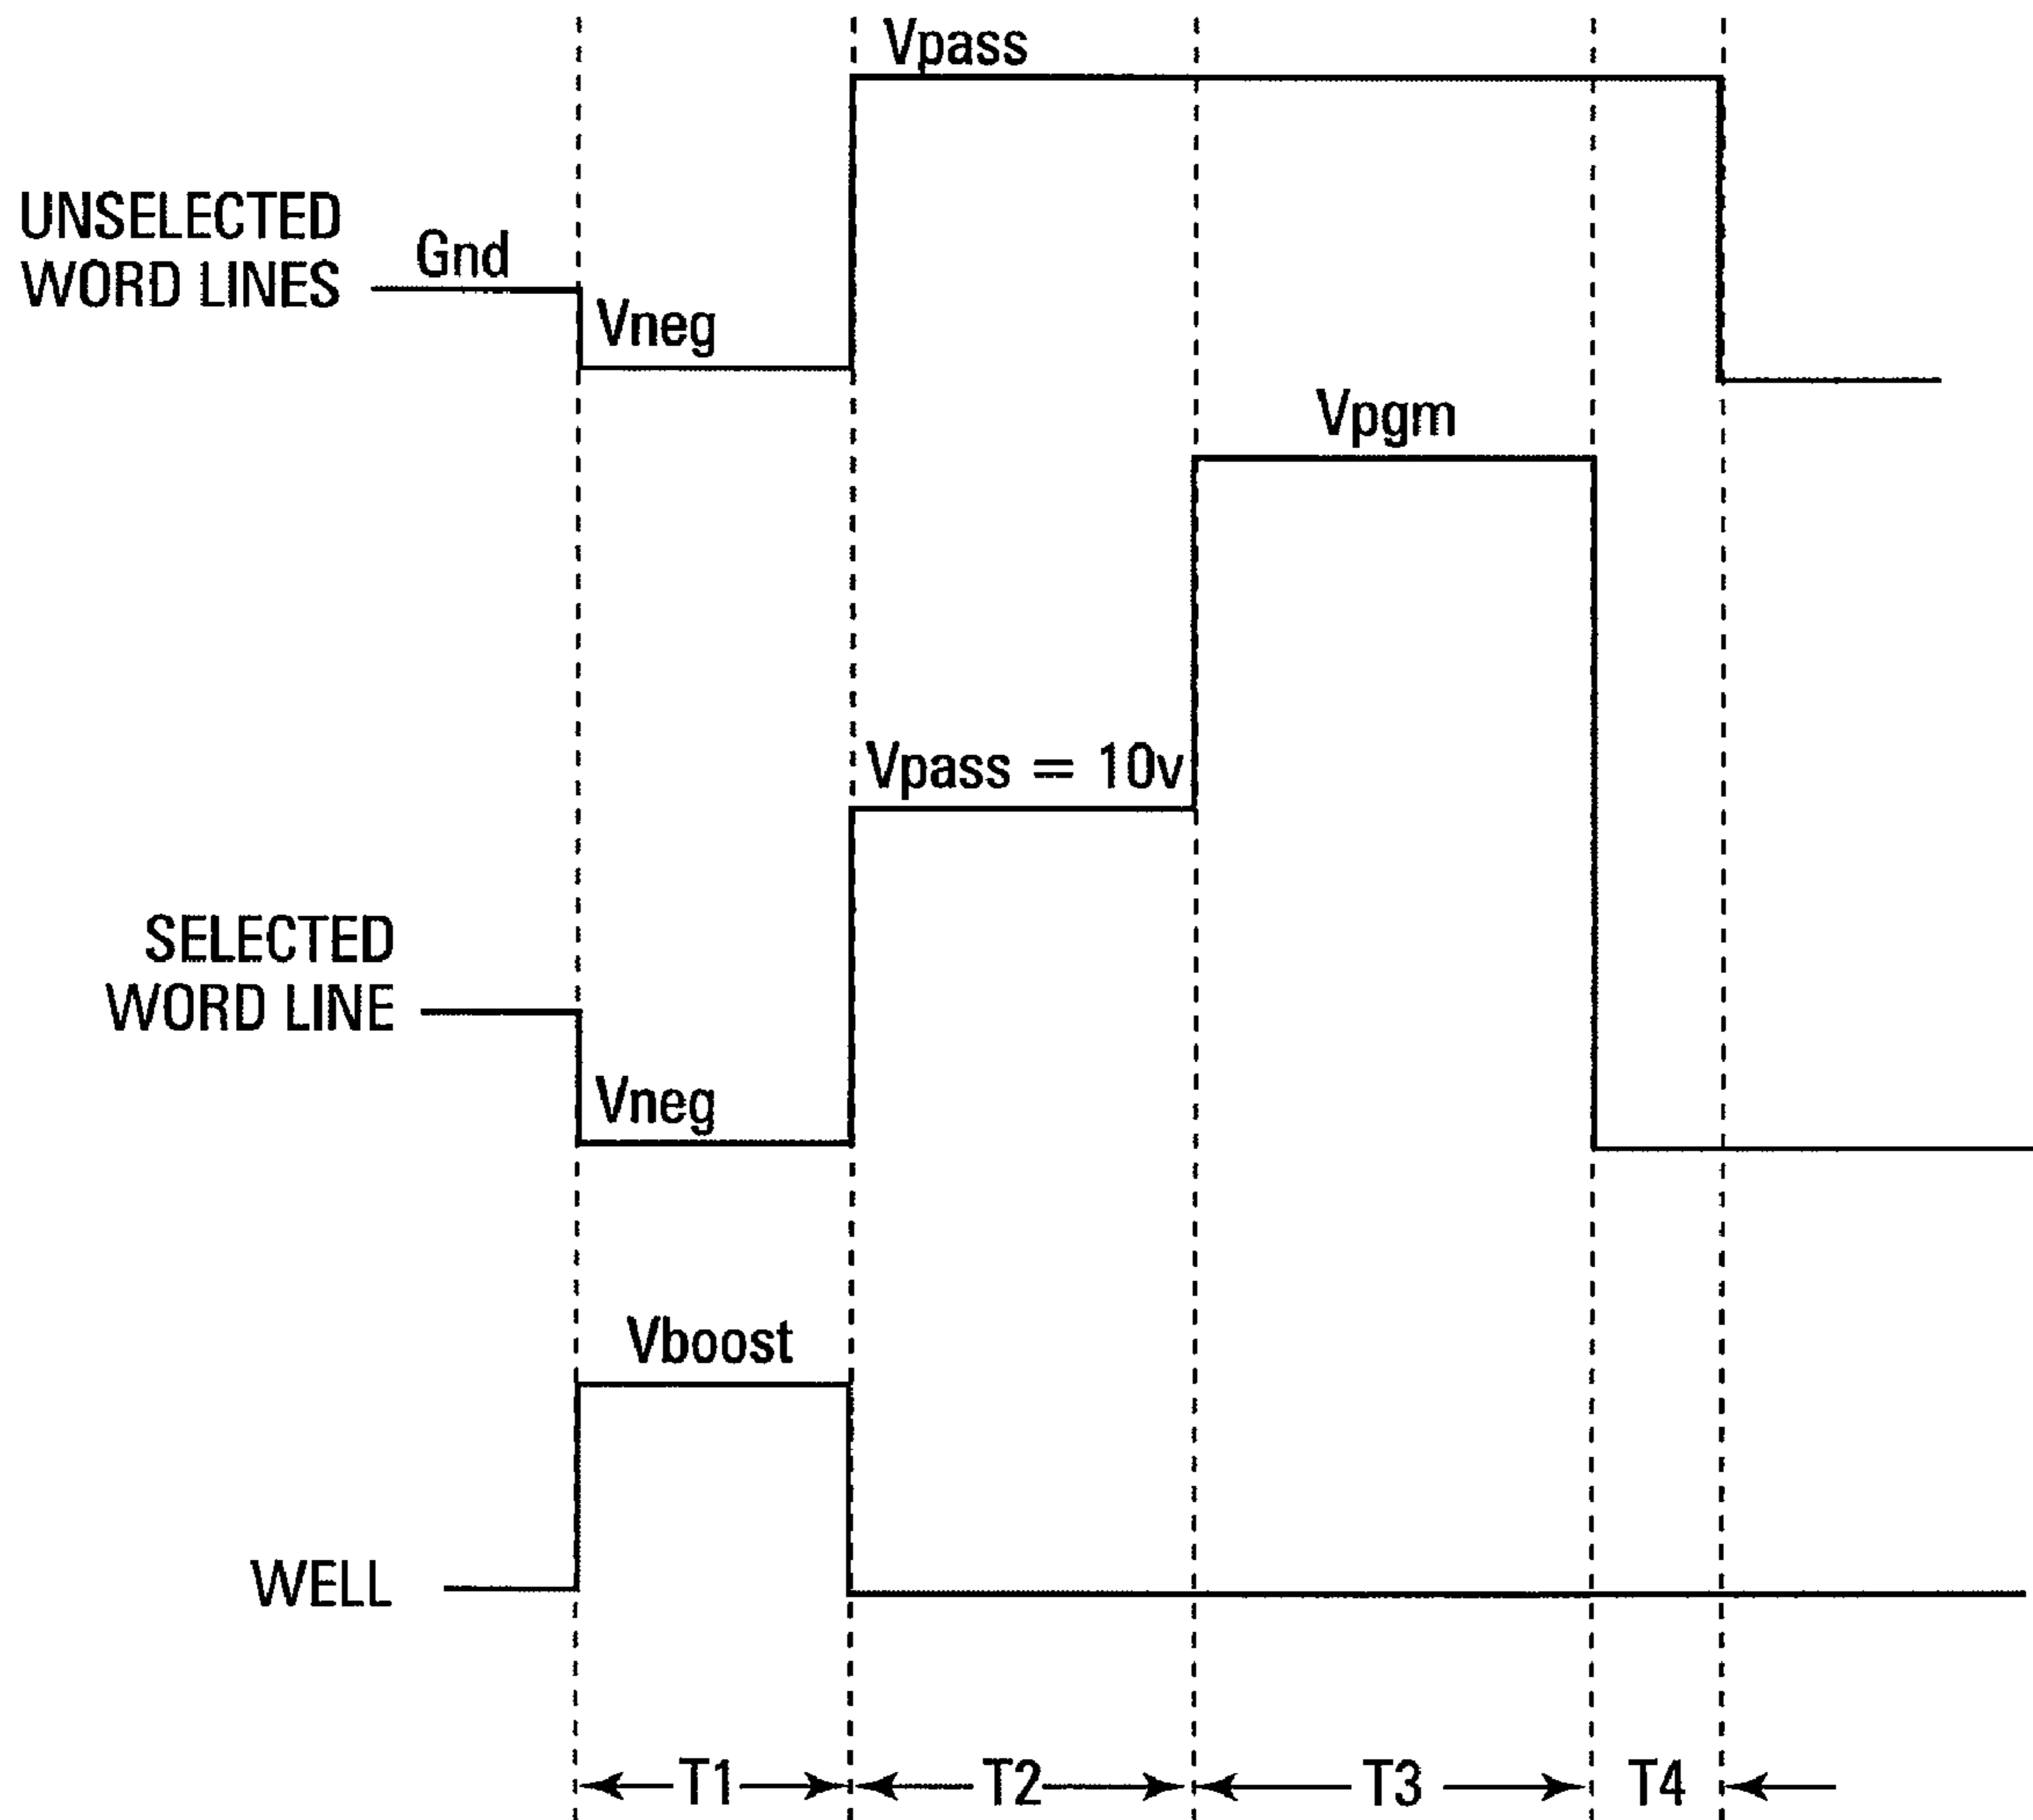 Vpass
UNSELECTED
WORD LINES
Gnd
Vneg
Vpgm
Vpass = 10v
SELECTED
WORD LINE
Vneg
Vboost
WELL
T1
T2
T3
T4